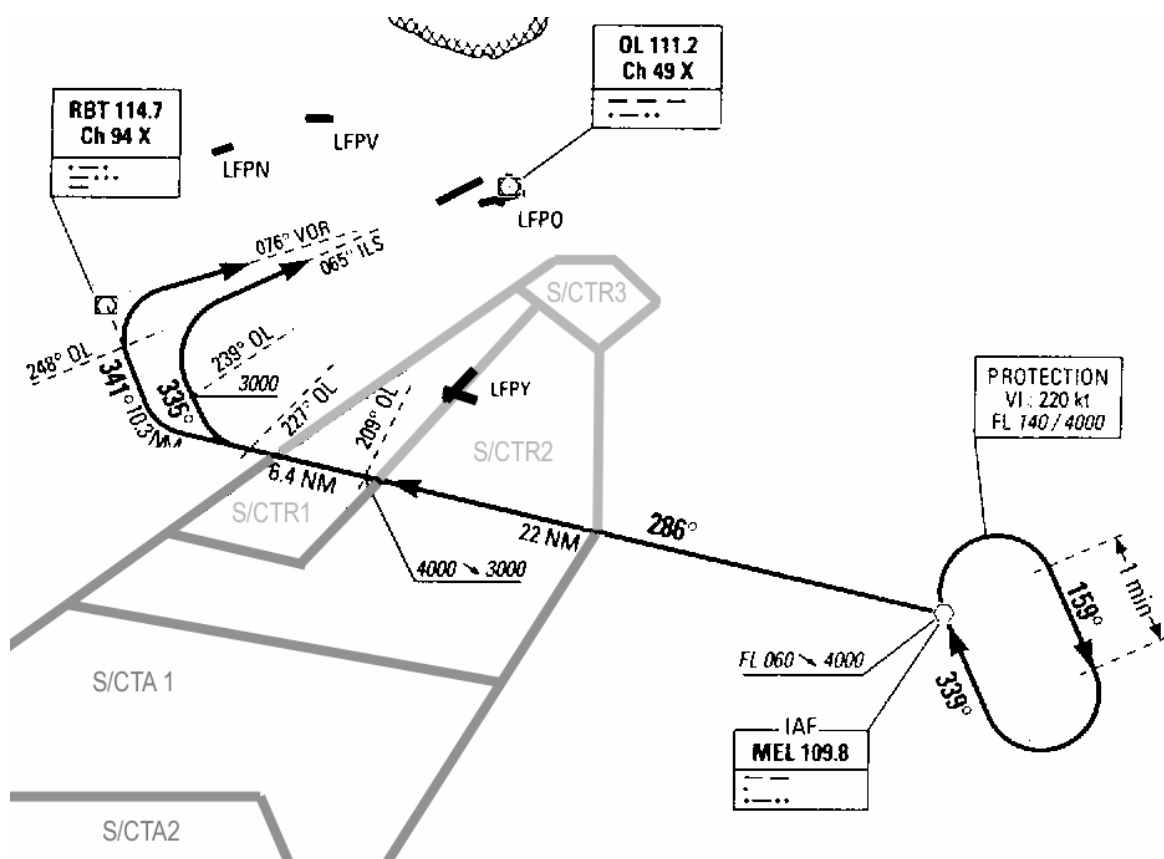 OL 111.2
Ch 49 X
RBT 114.7
Ch 94 X
LFPV
LFPN
LFPO
076° VOR
065° ILS
S/CTR3
248° OL
239° OL
3000
341°
10.3 NM
335°
227° OL
209° OL
LFPY
PROTECTION
VI : 220 kt
FL 140 / 4000
S/CTR2
6.4 NM
S/CTR1
22 NM
286°
4000 ↘ 3000
159°
1 min
FL 060 ↘ 4000
339°
S/CTA 1
IAF
MEL 109.8
S/CTA2